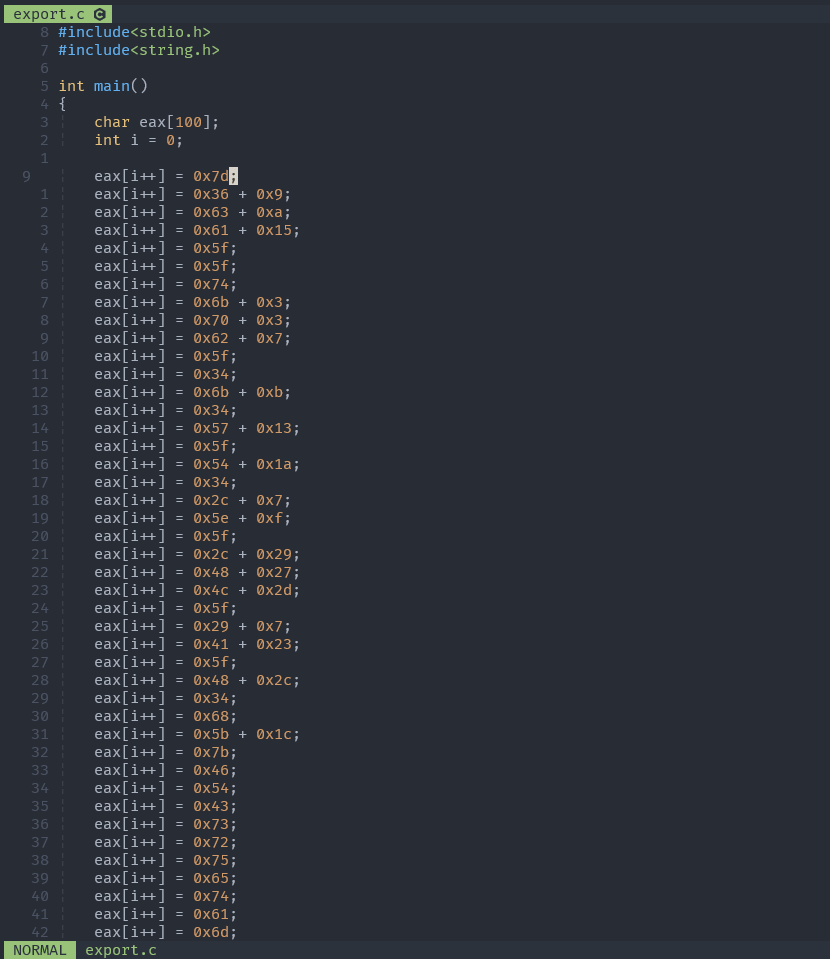 export.c
8 #include<stdio.h>
7 #include<string.h>
6
5 int main()
4 {
3 char eax[100];
2 int i = 0;
1
9 eax[i++] = 0x7d;
1 eax[i++] = 0x36 + 0x9;
2 eax[i++] = 0x63 + 0xa;
3 eax[i++] = 0x61 + 0x15;
4 eax[i++] = 0x5f;
5 eax[i++] = 0x5f;
6 eax[i++] = 0x74;
7 eax[i++] = 0x6b + 0x3;
8 eax[i++] = 0x70 + 0x3;
9 eax[i++] = 0x62 + 0x7;
10 eax[i++] = 0x5f;
11 eax[i++] = 0x34;
12 eax[i++] = 0x6b + 0xb;
13 eax[i++] = 0x34;
14 eax[i++] = 0x57 + 0x13;
15 eax[i++] = 0x5f;
16 eax[i++] = 0x54 + 0x1a;
17 eax[i++] = 0x34;
18 eax[i++] = 0x2c + 0x7;
19 eax[i++] = 0x5e + 0xf;
20 eax[i++] = 0x5f;
21 eax[i++] = 0x2c + 0x29;
22 eax[i++] = 0x48 + 0x27;
23 eax[i++] = 0x4c + 0x2d;
24 eax[i++] = 0x5f;
25 eax[i++] = 0x29 + 0x7;
26 eax[i++] = 0x41 + 0x23;
27 eax[i++] = 0x5f;
28 eax[i++] = 0x48 + 0x2c;
29 eax[i++] = 0x34;
30 eax[i++] = 0x68;
31 eax[i++] = 0x5b + 0x1c;
32 eax[i++] = 0x7b;
33 eax[i++] = 0x46;
34 eax[i++] = 0x54;
35 eax[i++] = 0x43;
36 eax[i++] = 0x73;
37 eax[i++] = 0x72;
38 eax[i++] = 0x75;
39 eax[i++] = 0x65;
40 eax[i++] = 0x74;
41 eax[i++] = 0x61;
42 eax[i++] = 0x6d;
NORMAL export.c